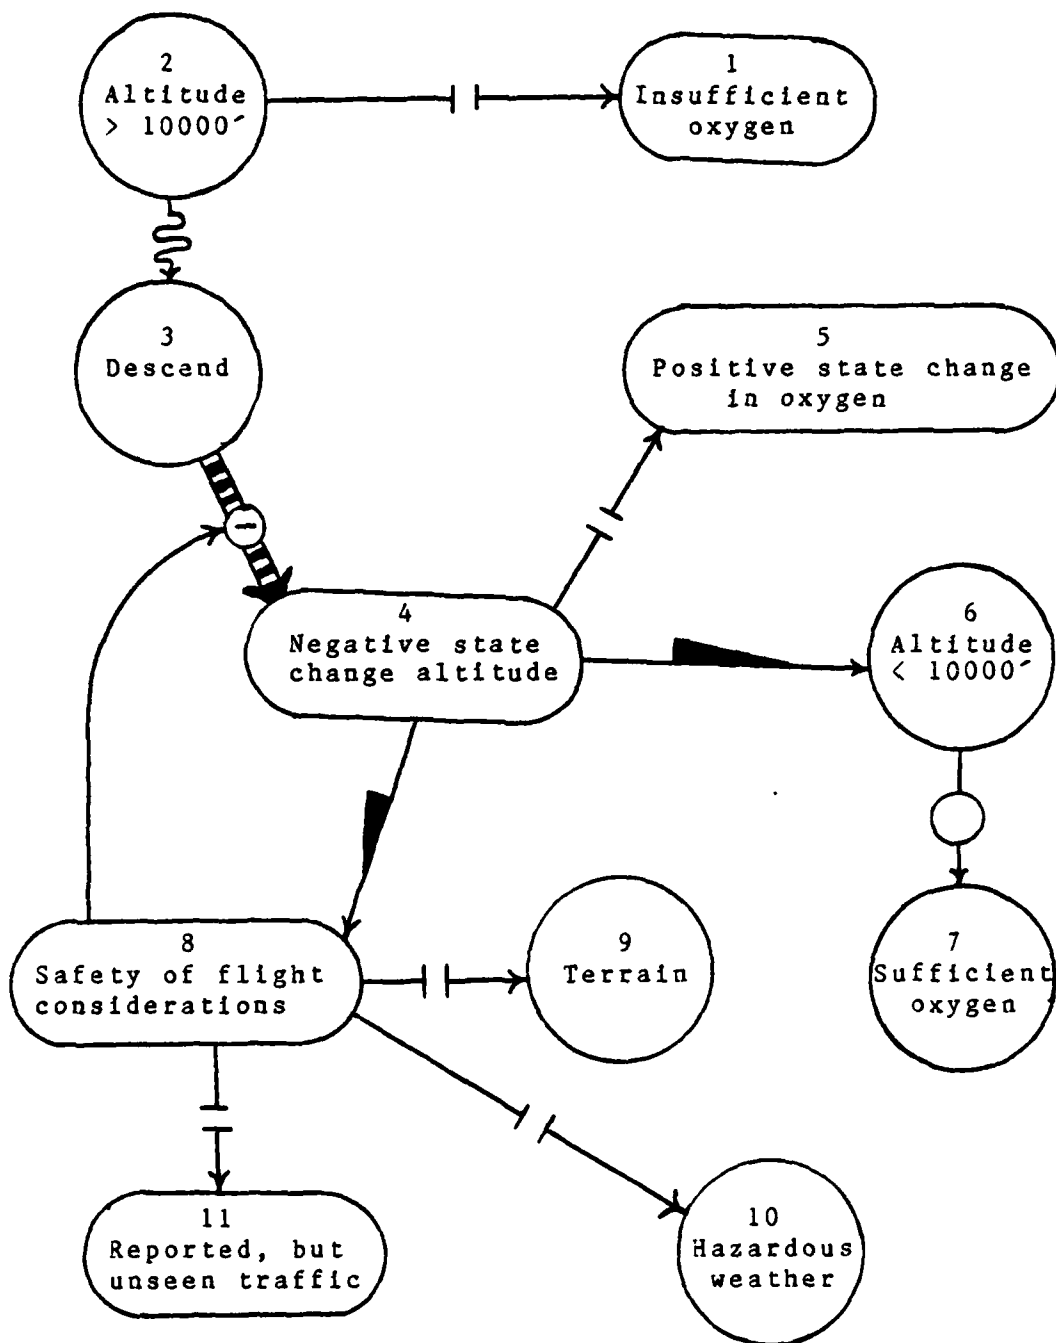 2
Altitude
> 10000´
1
Insufficient
oxygen
3
Descend
5
Positive state change
in oxygen
−
4
Negative state
change altitude
6
Altitude
< 10000´
8
Safety of flight
considerations
9
Terrain
7
Sufficient
oxygen
11
Reported, but
unseen traffic
10
Hazardous
weather